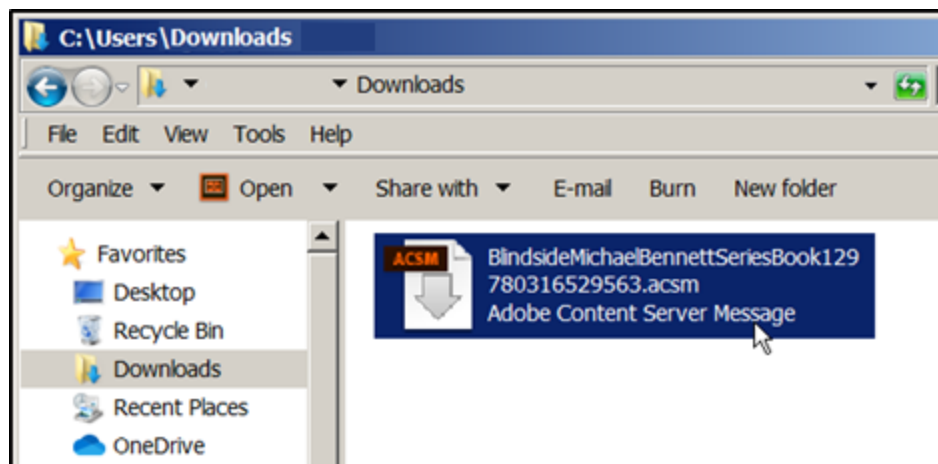 C:\Users\Downloads
Downloads
File Edit View Tools Help
Organize Open Share with E-mail Burn New folder
Favorites
Desktop
Recycle Bin
Downloads
Recent Places
OneDrive
ACSM
BlindsideMichaelBennettSeriesBook129
780316529563.acsm
Adobe Content Server Message